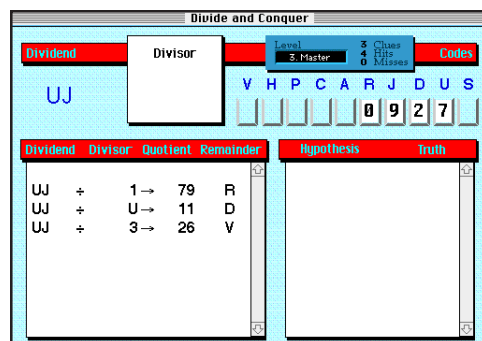 Divide and Conquer
Dividend
Divisor
Level
3. Master
3 Clues
4 Hits
0 Misses
Codes
UJ
V H P C A R J D U S
0 9 2 7
Dividend Divisor Quotient Remainder
UJ ÷ 1→ 79 R
UJ ÷ U→ 11 D
UJ ÷ 3→ 26 V
Hypothesis Truth